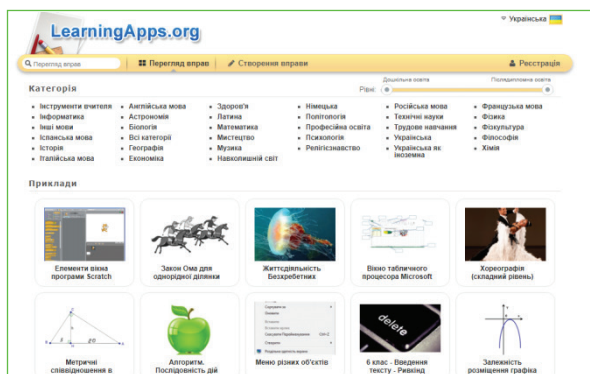 LearningApps.org
Українська
Перегляд вправ
Перегляд вправ
Створення вправи
Реєстрація
Категорія
Рівні:
Дошкільна освіта
Післядипломна освіта
Інструменти вчителя
Інформатика
Інші мови
Іспанська мова
Історія
Італійська мова
Англійська мова
Астрономія
Біологія
Всі категорії
Географія
Економіка
Здоров'я
Латина
Математика
Мистецтво
Музика
Навколишній світ
Німецька
Політологія
Професійна освіта
Психологія
Релігієзнавство
Російська мова
Технічні науки
Трудове навчання
Українська
Українська як
іноземна
Французька мова
Фізика
Фізкультура
Філософія
Хімія
Приклади
Елементи вікна
програми Scratch
Закон Ома для
однорідної ділянки
Життєдіяльність
Безхребетних
Вікно табличного
процесора Microsoft
Хореографія
(складний рівень)
delete
Метричні
співвідношення в
Алгоритм.
Послідовність дій
Меню різних об'єктів
6 клас - Введення
тексту - Ривкінд
Залежність
розміщення графіка